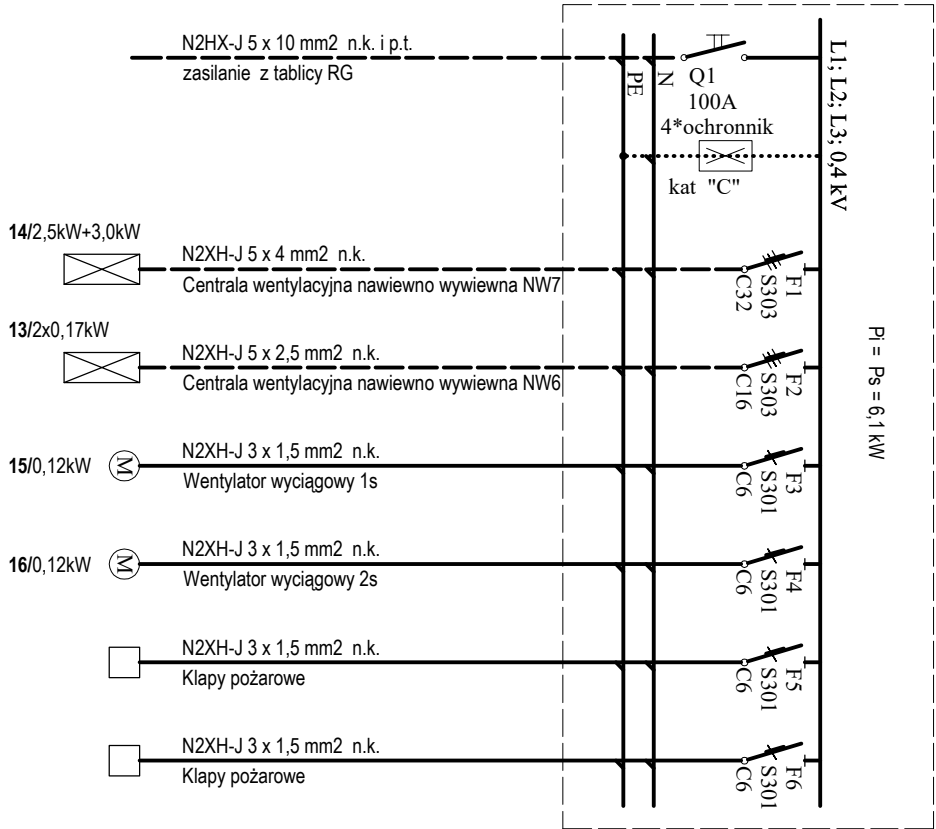 N2HX-J 5 x 10 mm2 n.k. i p.t.
zasilanie z tablicy RG
PE
N
Q1
100A
4*ochronnik
kat "C"
L1; L2; L3; 0,4 kV
14/2,5kW+3,0kW
N2XH-J 5 x 4 mm2 n.k.
Centrala wentylacyjna nawiewno wywiewna NW7
F1
S303
C32
13/2x0,17kW
N2XH-J 5 x 2,5 mm2 n.k.
Centrala wentylacyjna nawiewno wywiewna NW6
F2
S303
C16
Pi = Ps = 6,1 kW
15/0,12kW
M
N2XH-J 3 x 1,5 mm2 n.k.
Wentylator wyciągowy 1s
F3
S301
C6
16/0,12kW
M
N2XH-J 3 x 1,5 mm2 n.k.
Wentylator wyciągowy 2s
F4
S301
C6
N2XH-J 3 x 1,5 mm2 n.k.
Klapy pożarowe
F5
S301
C6
N2XH-J 3 x 1,5 mm2 n.k.
Klapy pożarowe
F6
S301
C6